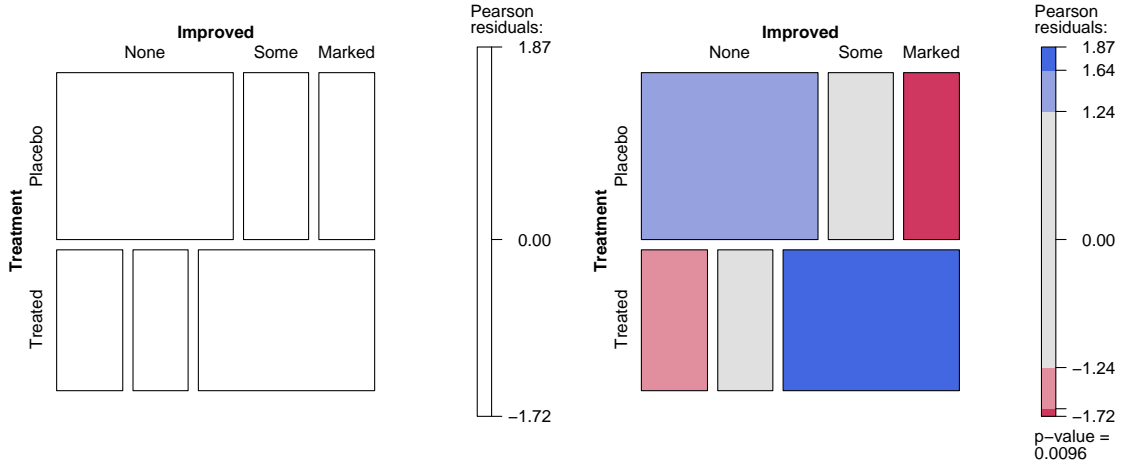 Improved
None Some Marked
Treatment
Placebo
Treated
Pearson
residuals:
1.87
0.00
−1.72
Improved
None Some Marked
Treatment
Placebo
Treated
Pearson
residuals:
1.87
1.64
1.24
0.00
−1.24
−1.72
p−value =
0.0096